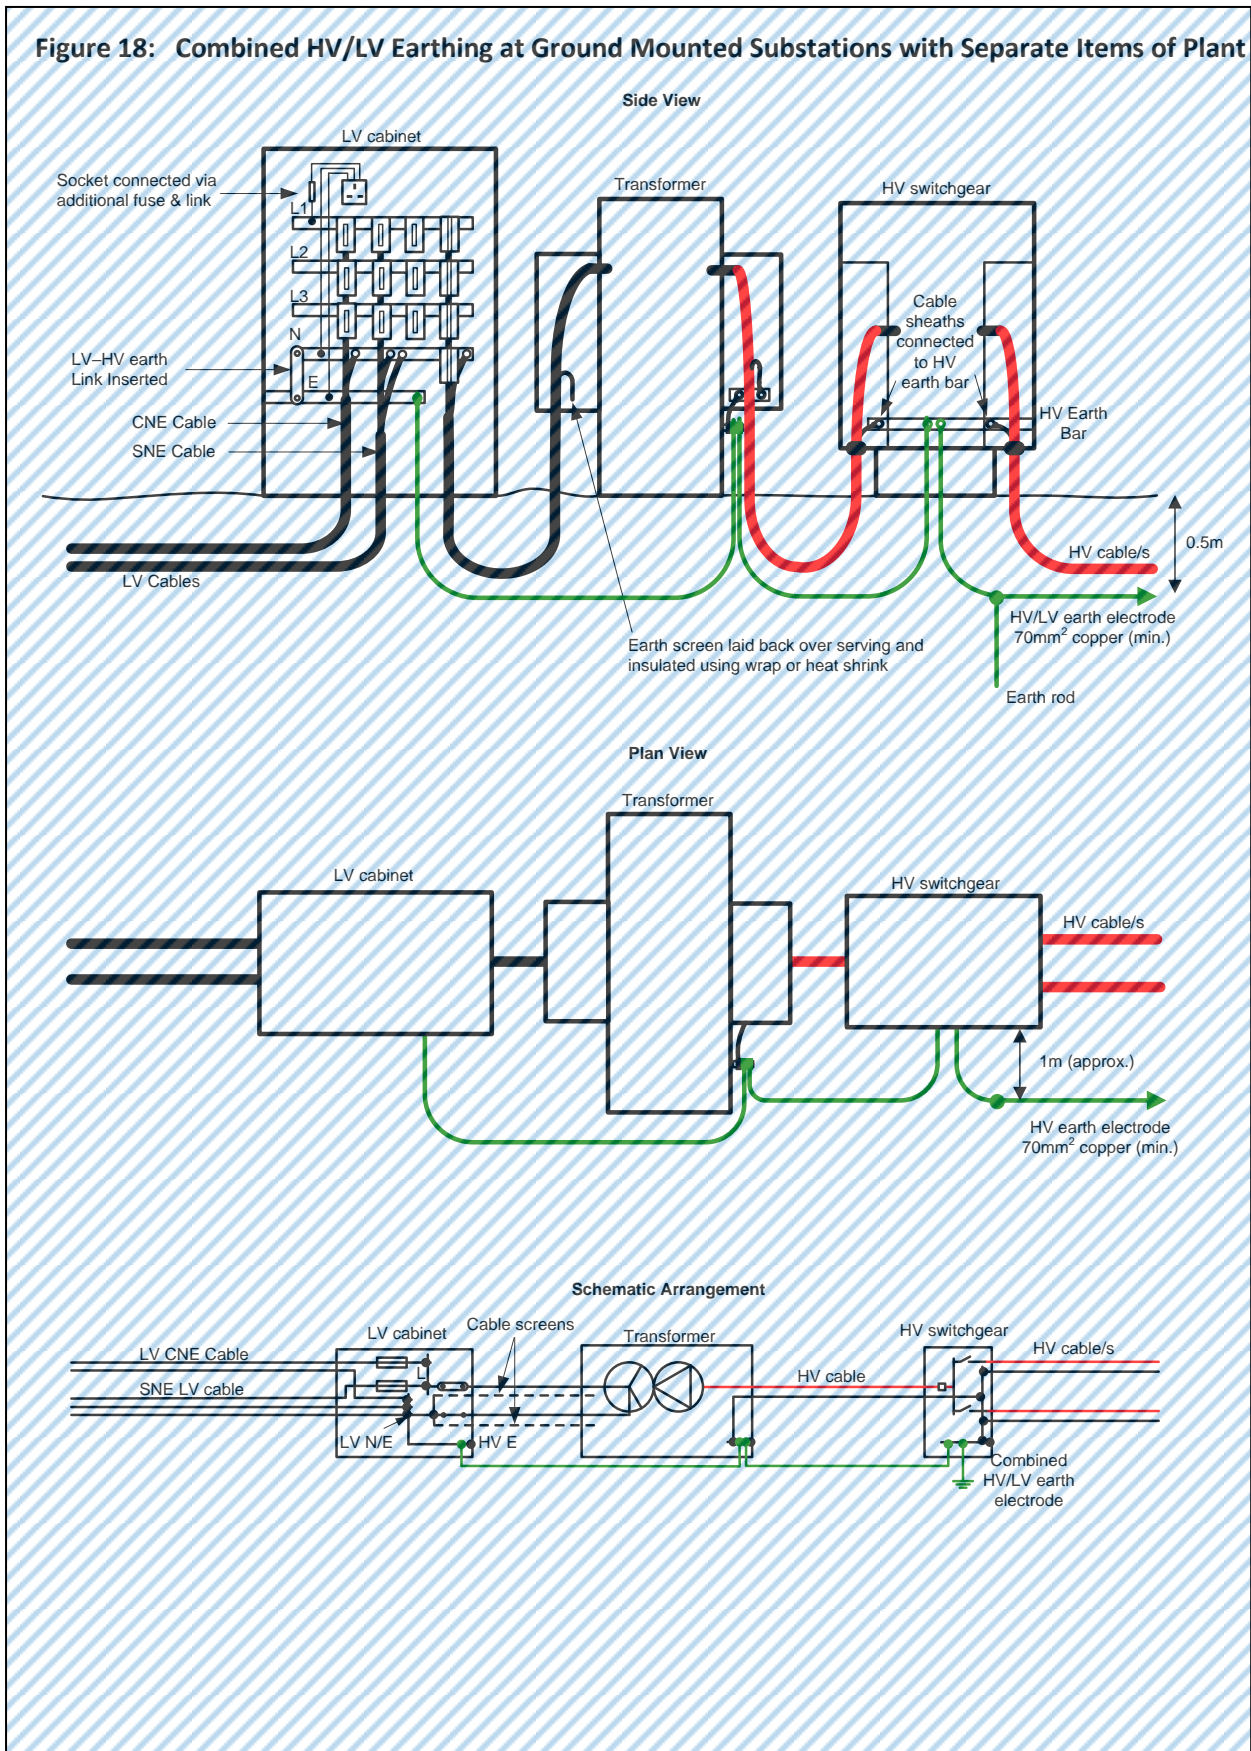 Figure 18: Combined HV/LV Earthing at Ground Mounted Substations with Separate Items of Plant
Side View
LV cabinet
Socket connected via
additional fuse & link
L1
L2
L3
N
LV–HV earth
Link Inserted
E
CNE Cable
SNE Cable
LV Cables
Transformer
HV switchgear
Cable
sheaths
connected
to HV
earth bar
HV Earth
Bar
0.5m
HV cable/s
HV/LV earth electrode
70mm² copper (min.)
Earth rod
Earth screen laid back over serving and
insulated using wrap or heat shrink
Plan View
Transformer
LV cabinet
HV switchgear
HV cable/s
1m (approx.)
HV earth electrode
70mm² copper (min.)
Schematic Arrangement
LV cabinet
Cable screens
Transformer
HV switchgear
LV CNE Cable
L
HV cable/s
SNE LV cable
HV cable
LV N/E
HV E
Combined
HV/LV earth
electrode